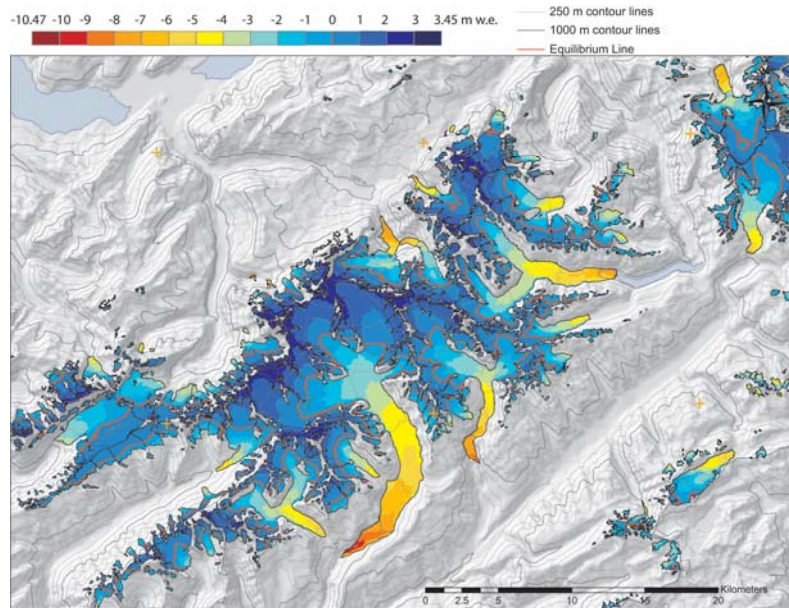 -10.47 -10 -9 -8 -7 -6 -5 -4 -3 -2 -1 0 1 2 3 3.45 m w.e.
250 m contour lines
1000 m contour lines
Equilibrium Line
Kilometers
0 2.5 5 10 15 20